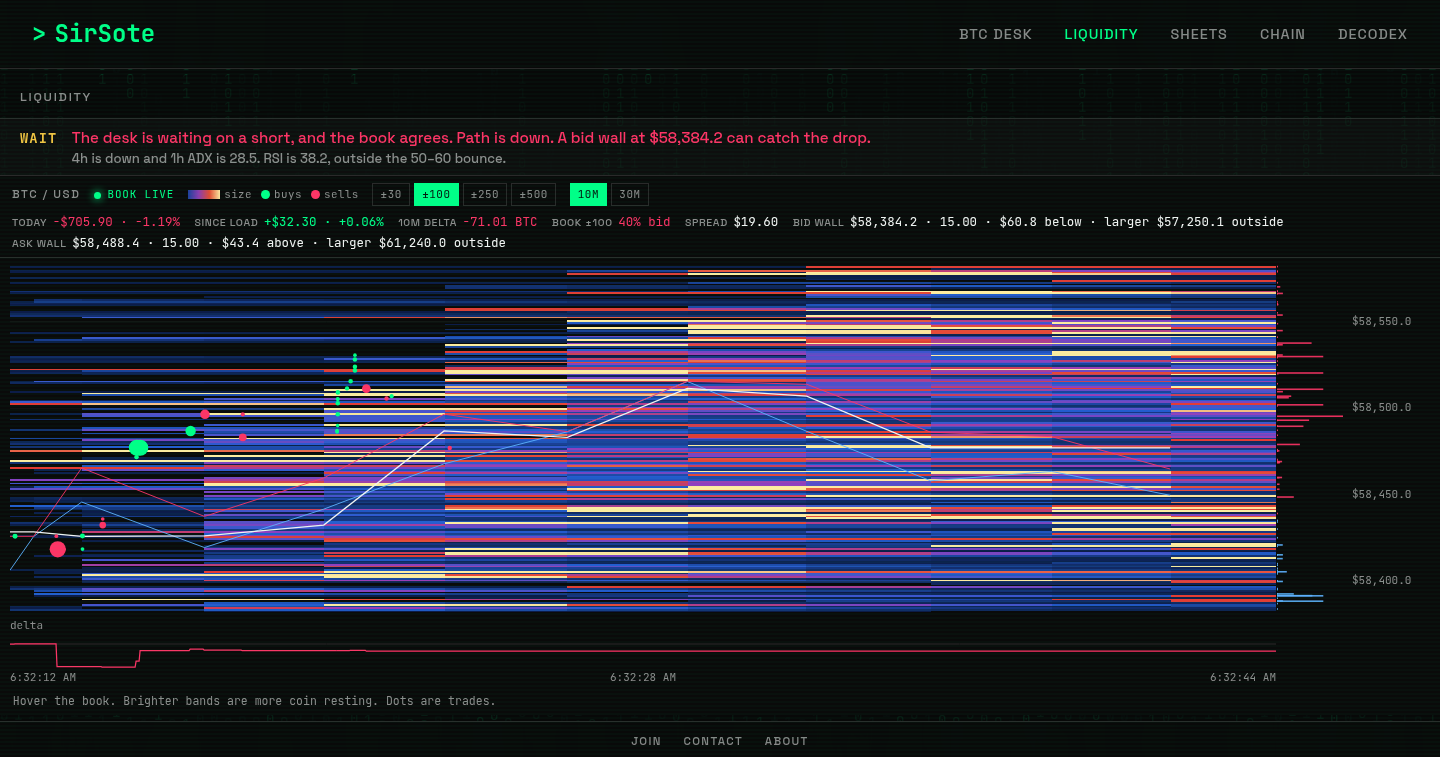 > SirSote
BTC DESK LIQUIDITY SHEETS CHAIN DECODEX
LIQUIDITY
WAIT The desk is waiting on a short, and the book agrees. Path is down. A bid wall at $58,384.2 can catch the drop.
4h is down and 1h ADX is 28.5. RSI is 38.2, outside the 50–60 bounce.
BTC / USD BOOK LIVE size buys sells ±30 ±100 ±250 ±500 10M 30M
TODAY -$705.90 · -1.19% SINCE LOAD +$32.30 · +0.06% 10M DELTA -71.01 BTC BOOK ±100 40% bid SPREAD $19.60 BID WALL $58,384.2 · 15.00 · $60.8 below · larger $57,250.1 outside
ASK WALL $58,488.4 · 15.00 · $43.4 above · larger $61,240.0 outside
$58,550.0
$58,500.0
$58,450.0
$58,400.0
delta
6:32:12 AM 6:32:28 AM 6:32:44 AM
Hover the book. Brighter bands are more coin resting. Dots are trades.
JOIN CONTACT ABOUT